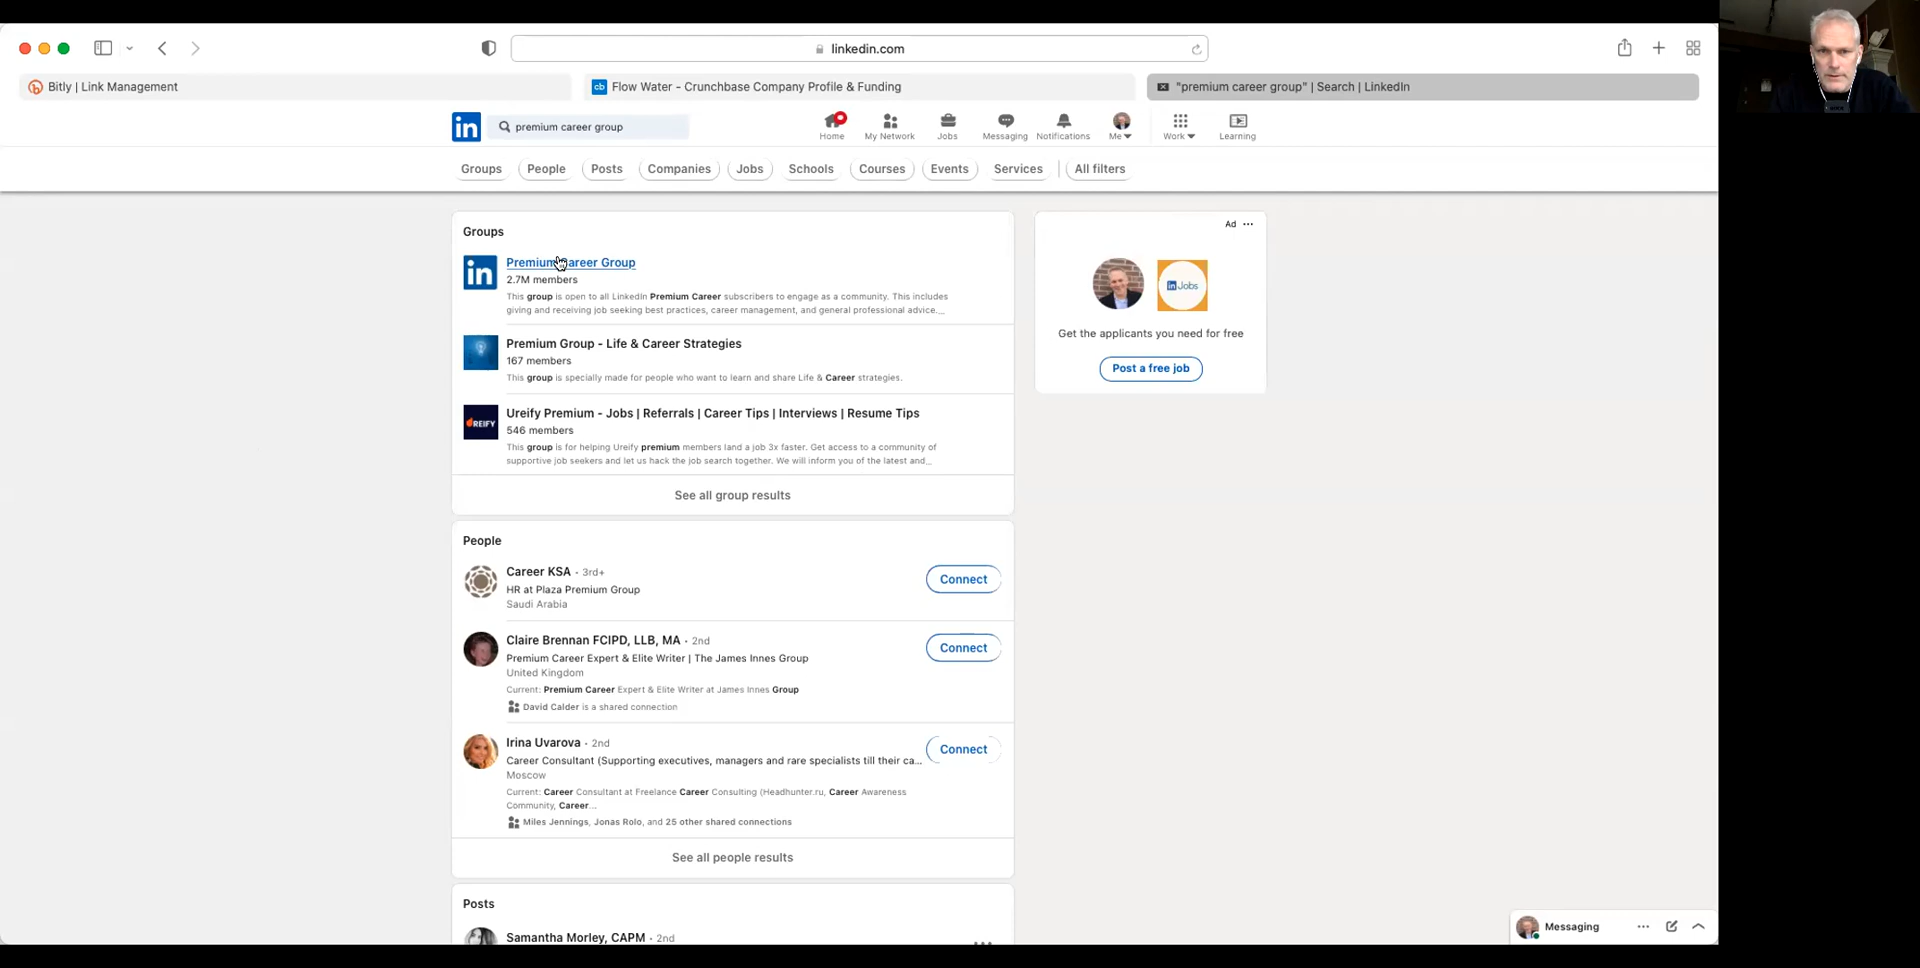 linkedin.com
Bitly | Link Management
cb Flow Water - Crunchbase Company Profile & Funding
"premium career group" | Search | LinkedIn
in premium career group
Home
My Network
Jobs
Messaging
Notifications
Me
Work
Learning
Groups
People
Posts
Companies
Jobs
Schools
Courses
Events
Services
All filters
Groups
in
Premium Career Group
2.7M members
This group is open to all LinkedIn Premium Career subscribers to engage as a community. This includes
giving and receiving job seeking best practices, career management, and general professional advice...
Premium Group - Life & Career Strategies
167 members
This group is specially made for people who want to learn and share Life & Career strategies.
REIFY
Ureify Premium - Jobs | Referrals | Career Tips | Interviews | Resume Tips
546 members
This group is for helping Ureify premium members land a job 3x faster. Get access to a community of
supportive job seekers and let us hack the job search together. We will inform you of the latest and...
See all group results
People
Career KSA · 3rd+
HR at Plaza Premium Group
Saudi Arabia
Connect
Claire Brennan FCIPD, LLB, MA · 2nd
Premium Career Expert & Elite Writer | The James Innes Group
United Kingdom
Current: Premium Career Expert & Elite Writer at James Innes Group
David Calder is a shared connection
Connect
Irina Uvarova · 2nd
Career Consultant (Supporting executives, managers and rare specialists till their ca...
Moscow
Current: Career Consultant at Freelance Career Consulting (Headhunter.ru, Career Awareness
Community, Career...
Miles Jennings, Jonas Rolo, and 25 other shared connections
Connect
See all people results
Posts
Samantha Morley, CAPM · 2nd
Ad ...
in Jobs
Get the applicants you need for free
Post a free job
Messaging